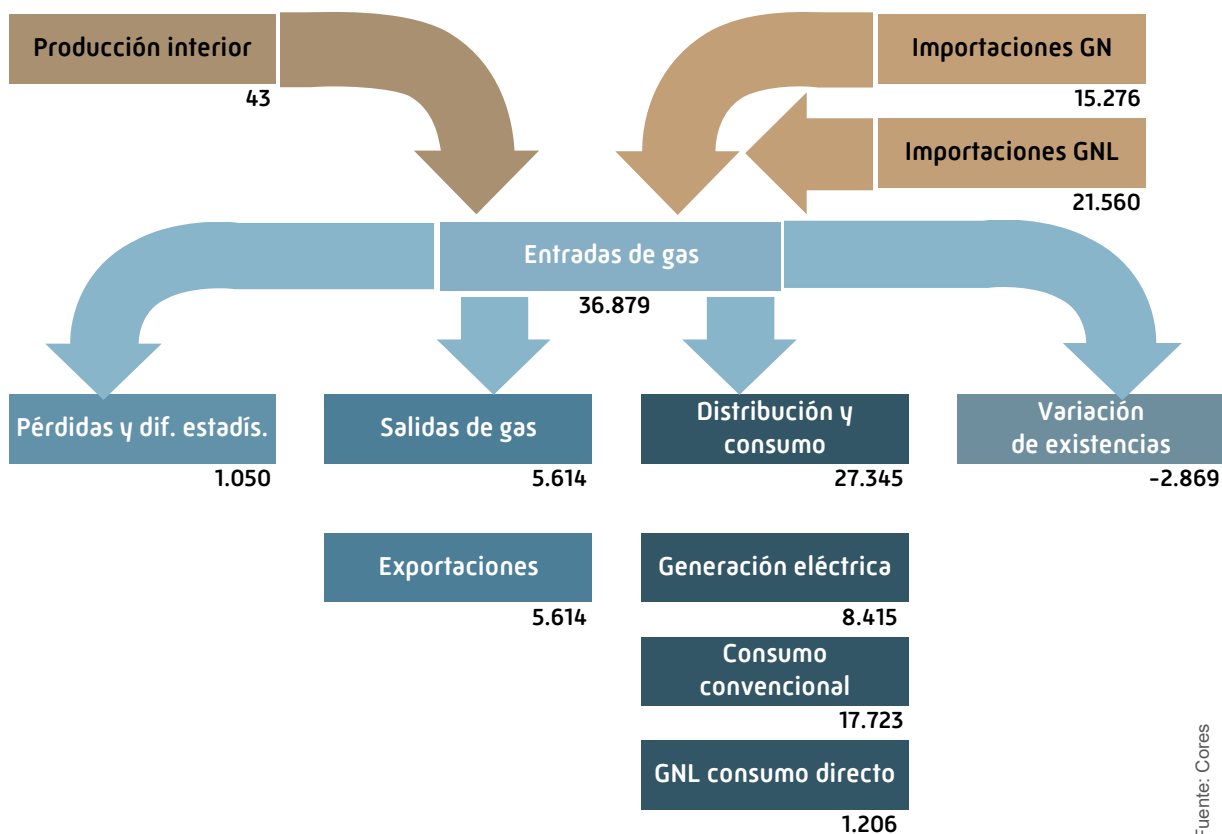 Producción interior
43
Importaciones GN
15.276
Importaciones GNL
21.560
Entradas de gas
36.879
Pérdidas y dif. estadís.
1.050
Salidas de gas
5.614
Distribución y
consumo
27.345
Variación
de existencias
-2.869
Exportaciones
5.614
Generación eléctrica
8.415
Consumo
convencional
17.723
GNL consumo directo
1.206
Fuente: Cores